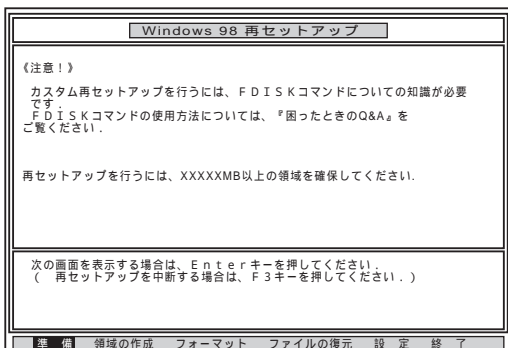 Windows 98 再セットアップ
《注意！》
カスタム再セットアップを行うには、ＦＤＩＳＫコマンドについての知識が必要
です．
ＦＤＩＳＫコマンドの使用方法については、『困ったときのQ&A』を
ご覧ください．
再セットアップを行うには、XXXXXMB以上の領域を確保してください.
次の画面を表示する場合は、Ｅｎｔｅｒキーを押してください．
(　再セットアップを中断する場合は、Ｆ３キーを押してください．)
準　備　領域の作成　フォーマット　ファイルの復元　設　定　終　了